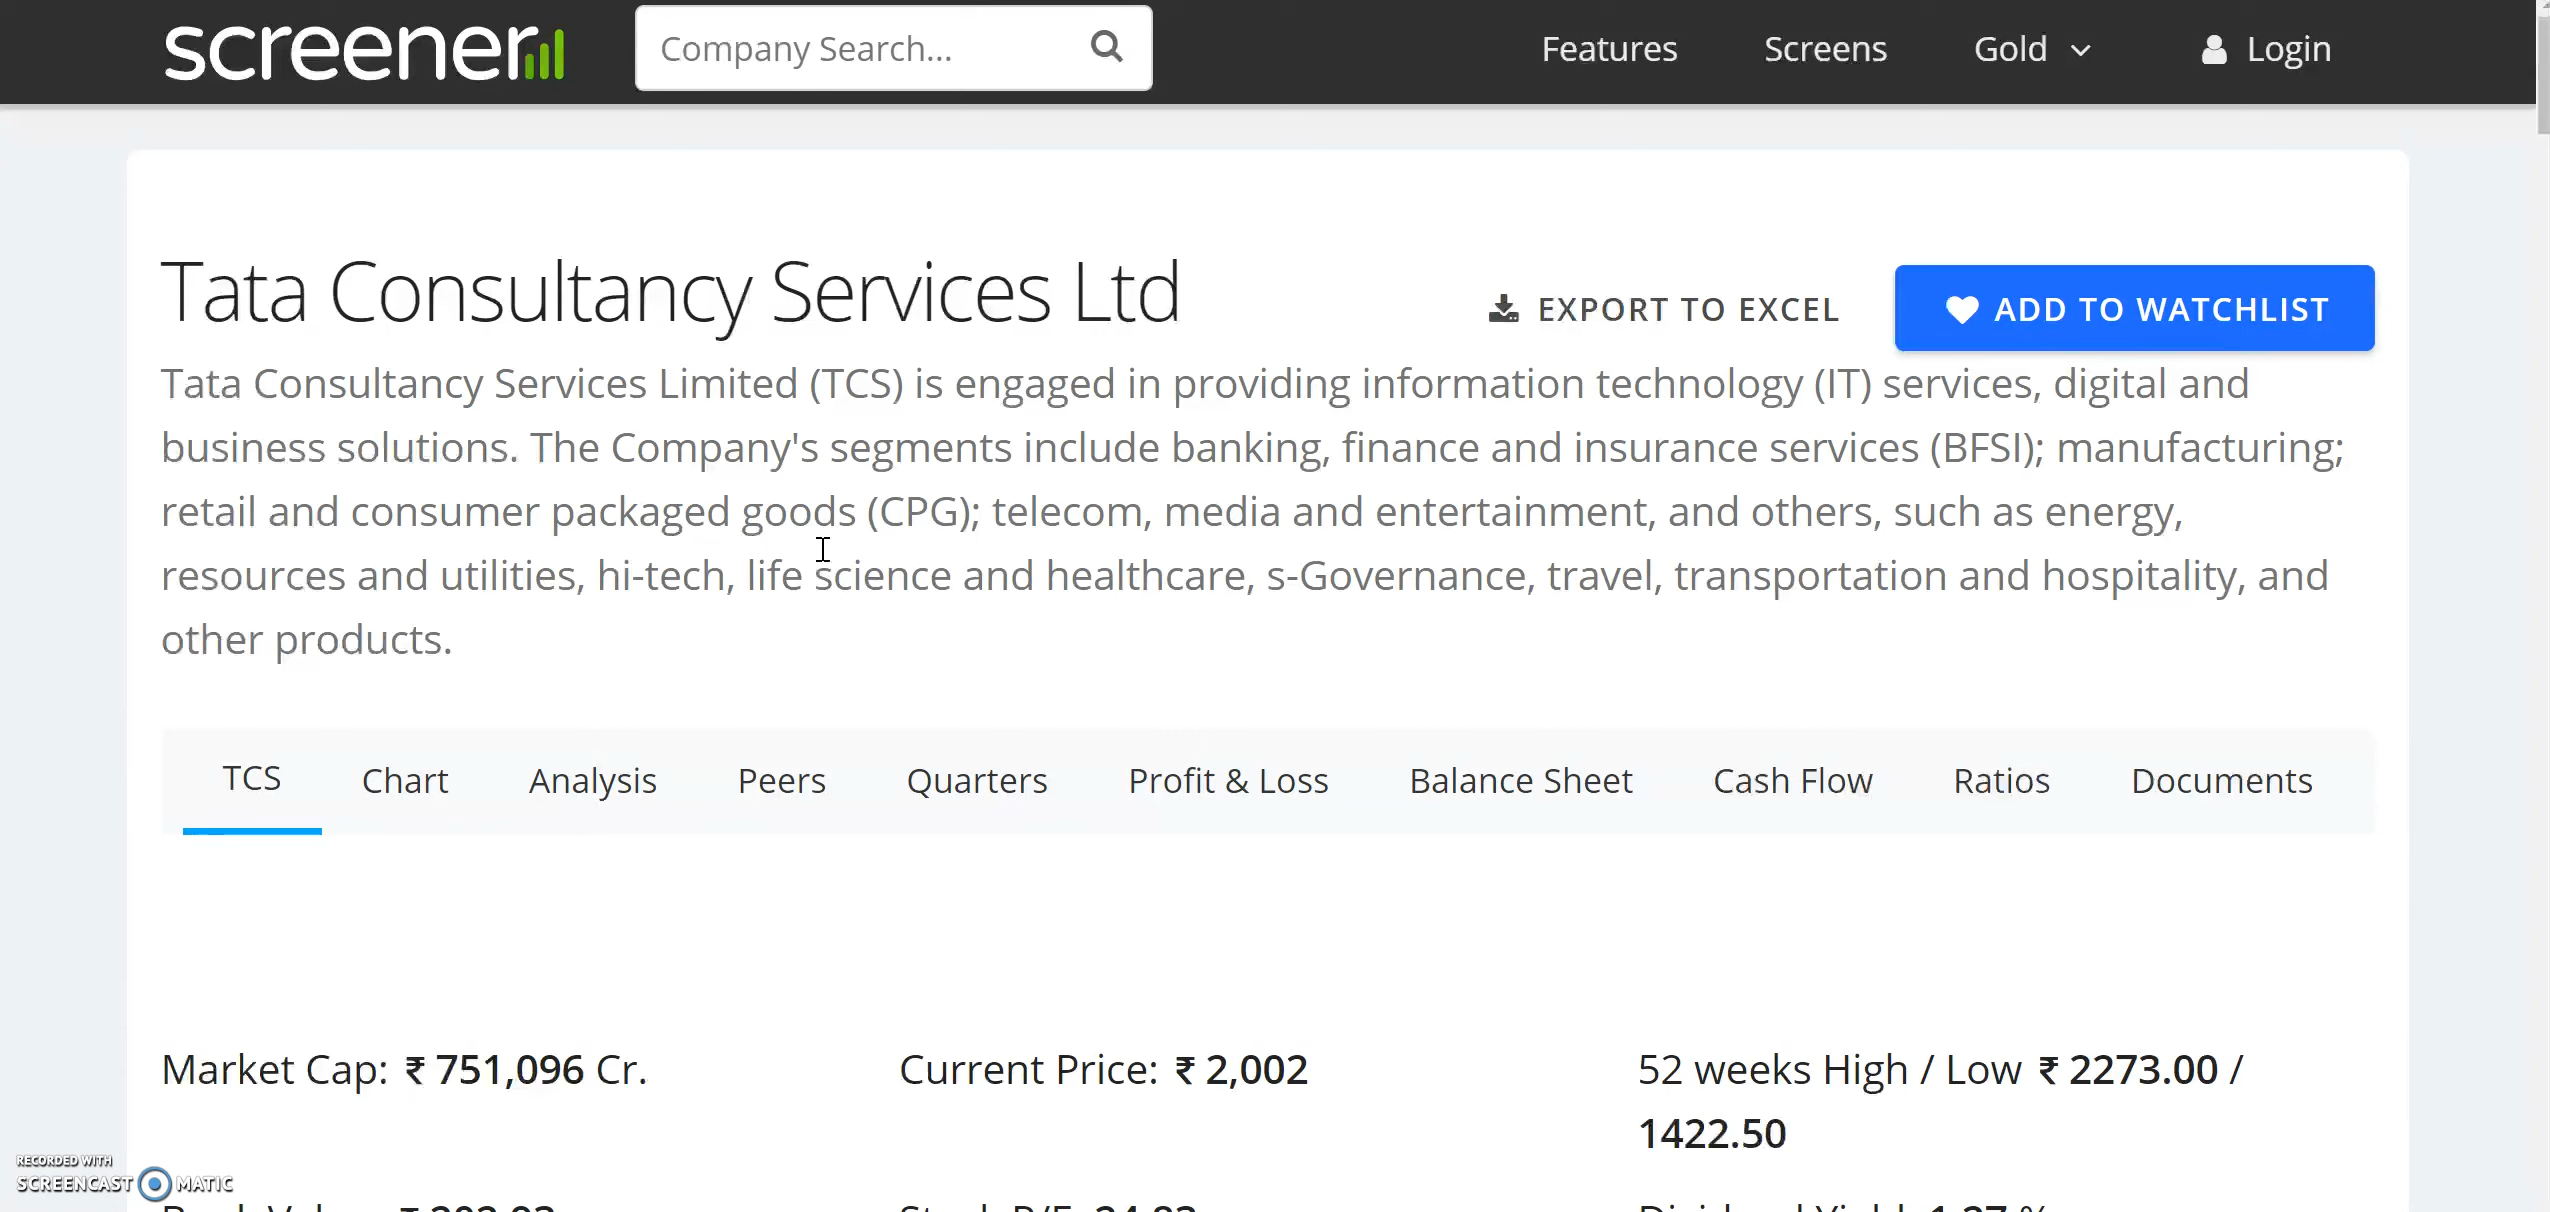 screener
Company Search...
Features
Screens
Gold
Login
Tata Consultancy Services Ltd
EXPORT TO EXCEL
ADD TO WATCHLIST
Tata Consultancy Services Limited (TCS) is engaged in providing information technology (IT) services, digital and
business solutions. The Company's segments include banking, finance and insurance services (BFSI); manufacturing;
retail and consumer packaged goods (CPG); telecom, media and entertainment, and others, such as energy,
resources and utilities, hi-tech, life science and healthcare, s-Governance, travel, transportation and hospitality, and
other products.
TCS
Chart
Analysis
Peers
Quarters
Profit & Loss
Balance Sheet
Cash Flow
Ratios
Documents
Market Cap: ₹ 751,096 Cr.
Current Price: ₹ 2,002
52 weeks High / Low ₹ 2273.00 /
1422.50
RECORDED WITH
SCREENCAST MATIC